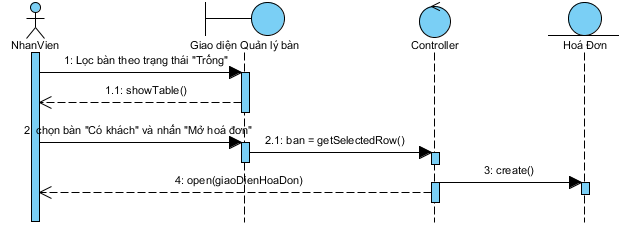 NhanVien
Giao diện Quản lý bàn
Controller
Hoá Đơn
1: Lọc bàn theo trạng thái "Trống"
1.1: showTable()
2: chọn bàn "Có khách" và nhấn "Mở hoá đơn"
2.1: ban = getSelectedRow()
3: create()
4: open(giaoDienHoaDon)